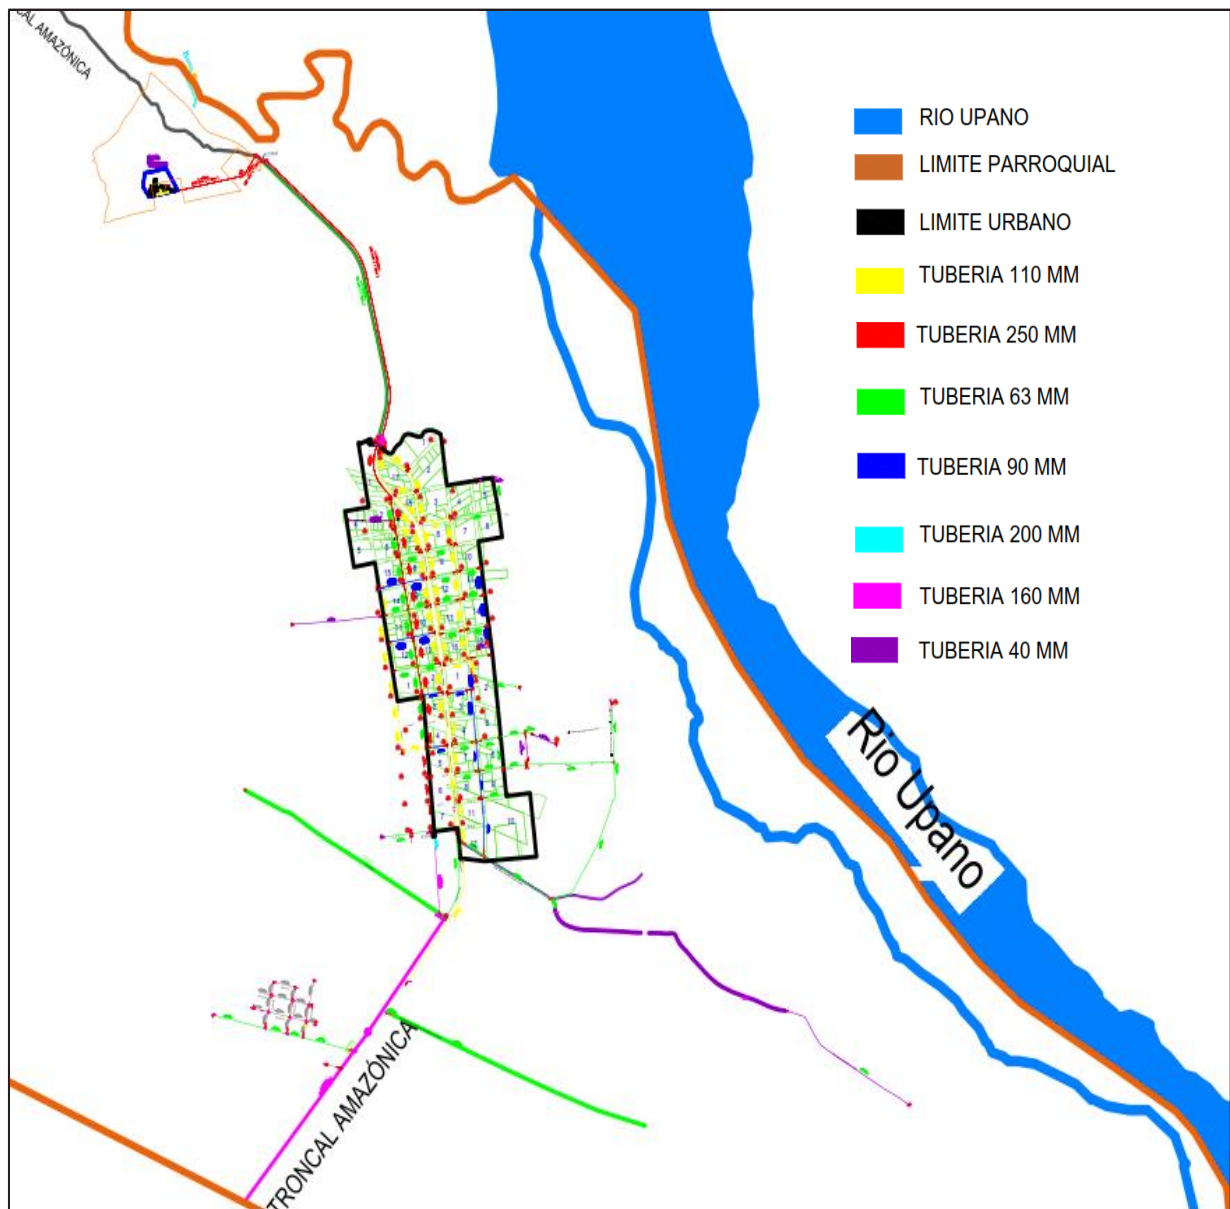 CAL AMAZÓNICA
RIO UPANO
LIMITE PARROQUIAL
LIMITE URBANO
TUBERIA 110 MM
TUBERIA 250 MM
TUBERIA 63 MM
TUBERIA 90 MM
TUBERIA 200 MM
TUBERIA 160 MM
TUBERIA 40 MM
Rio Upano
TRONCAL AMAZÓNICA